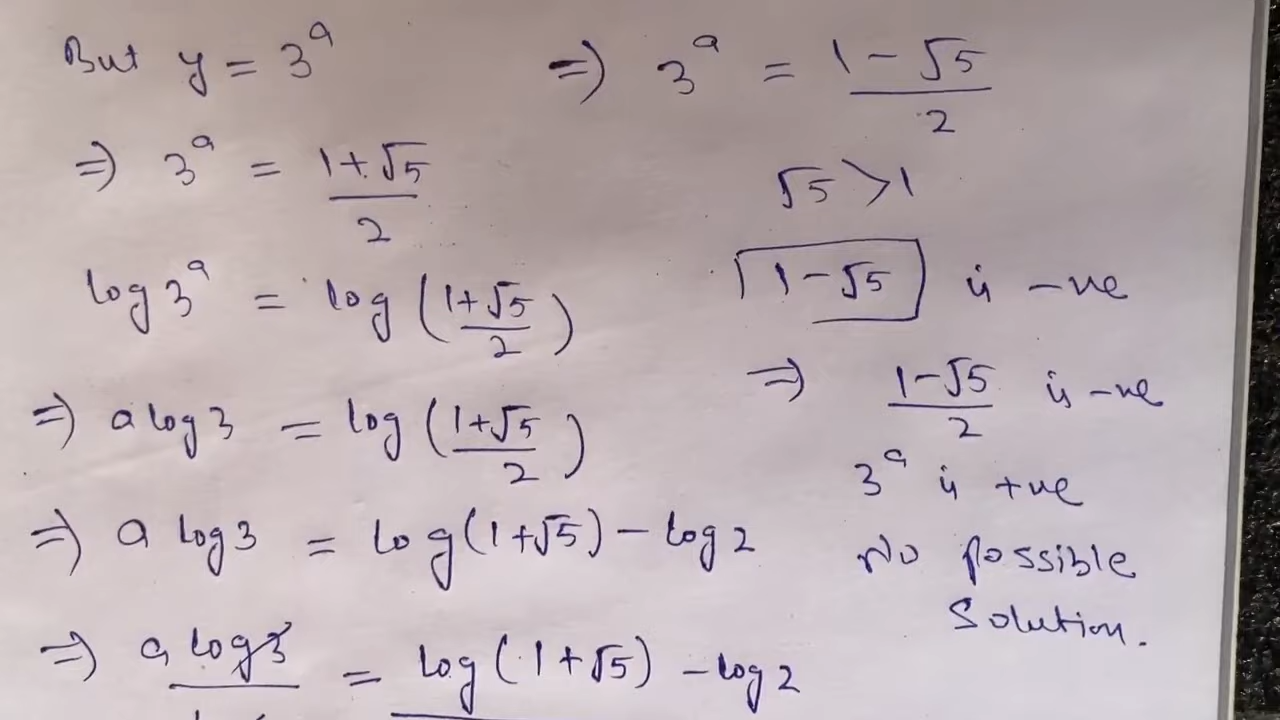 But y = 3^a
⇒ 3^a = (1+√5)/2
log 3^a = log((1+√5)/2)
⇒ a log 3 = log((1+√5)/2)
⇒ a log 3 = log(1+√5) - log 2
⇒ a log 3 = log(1+√5) - log 2
⇒ 3^a = (1-√5)/2
√5 > 1
1-√5 is -ve
⇒ (1-√5)/2 is -ve
3^a is +ve
No possible
Solution.